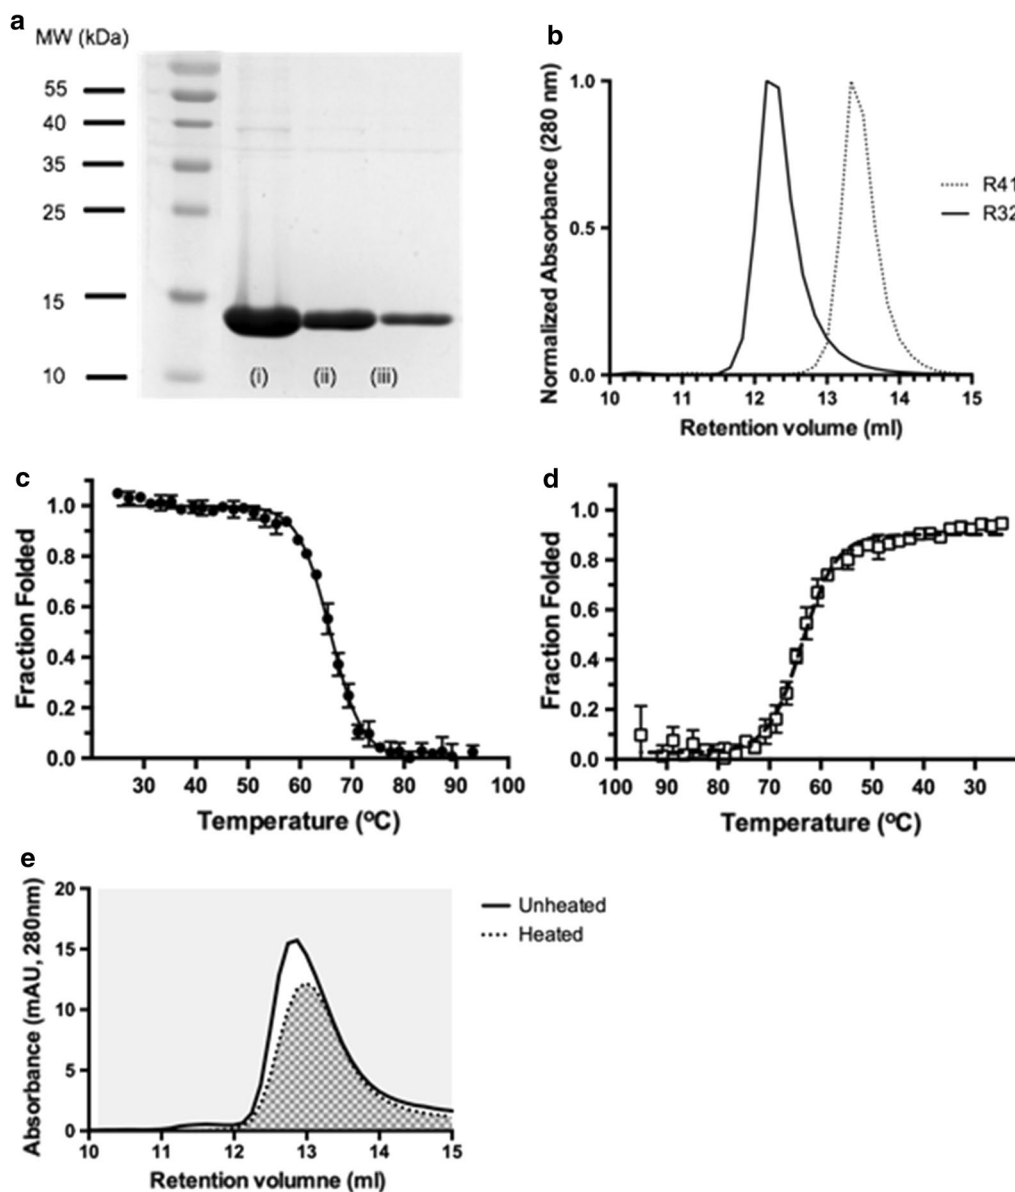 a
MW (kDa)
55
40
35
25
15
10
(i) (ii) (iii)
b
Normalized Absorbance (280 nm)
1.0
0.5
0.0
10 11 12 13 14 15
Retention volume (ml)
R41
R32
c
Fraction Folded
1.0
0.8
0.6
0.4
0.2
0.0
30 40 50 60 70 80 90 100
Temperature (°C)
d
Fraction Folded
1.0
0.8
0.6
0.4
0.2
0.0
100 90 80 70 60 50 40 30
Temperature (°C)
e
Absorbance (mAU, 280nm)
20
15
10
5
0
10 11 12 13 14 15
Retention volumne (ml)
Unheated
Heated